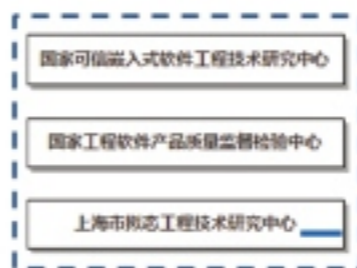 国家可信嵌入式软件工程技术研究中心
国家工程软件产品质量监督检验中心
上海市拟态工程技术研究中心